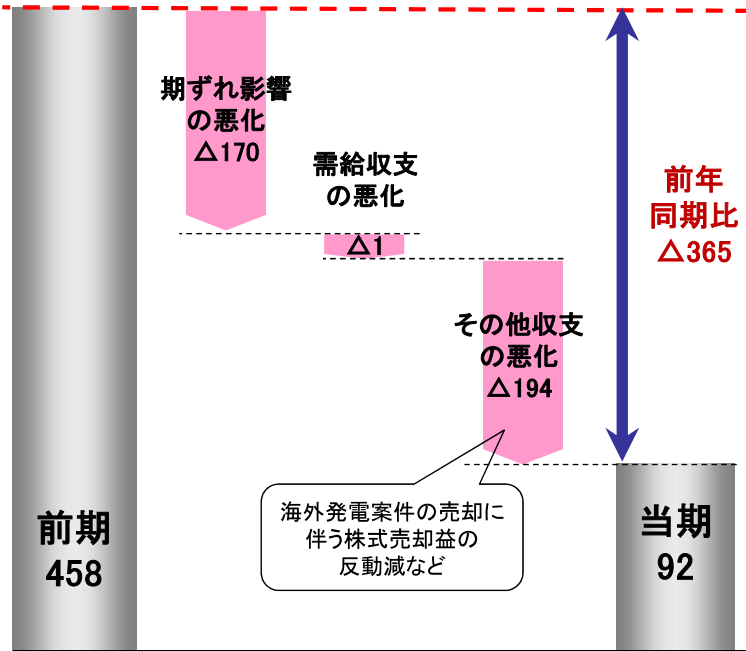 期ずれ影響
の悪化
△170
需給収支
の悪化
△1
前年
同期比
△365
その他収支
の悪化
△194
海外発電案件の売却に
伴う株式売却益の
反動減など
前期
458
当期
92